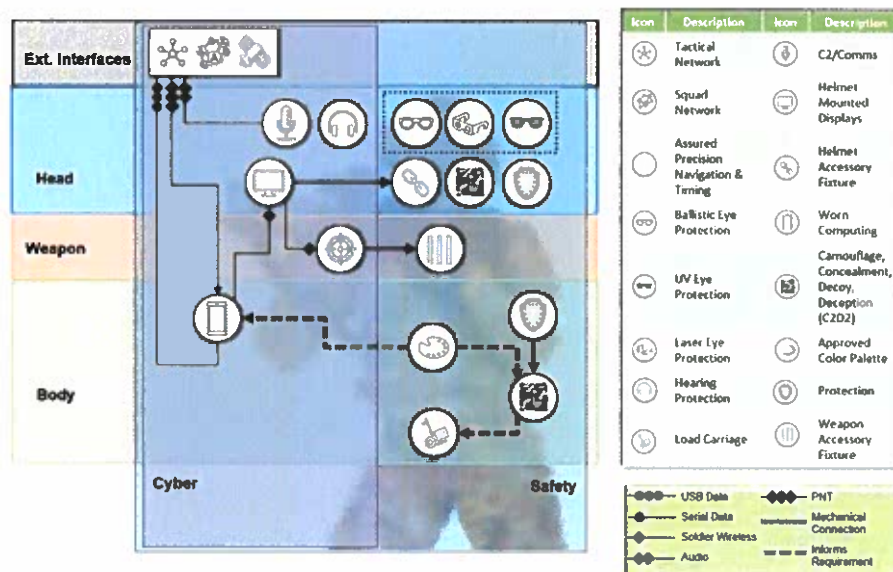 Ext. Interfaces
Head
Weapon
Body
Cyber
Safety
Icon Description Icon Description
Tactical
Network
C2/Comms
Squad
Network
Helmet
Mounted
Displays
Assured
Precision
Navigation &
Timing
Helmet
Accessory
Fixture
Ballistic Eye
Protection
Worn
Computing
UV Eye
Protection
Camouflage,
Concealment,
Decoy,
Deception
(C2D2)
Laser Eye
Protection
Approved
Color Palette
Hearing
Protection
Protection
Load Carriage
Weapon
Accessory
Fixture
USB Data
PNT
Serial Data
Mechanical
Connection
Soldier Wireless
Audio
Informs
Requirement